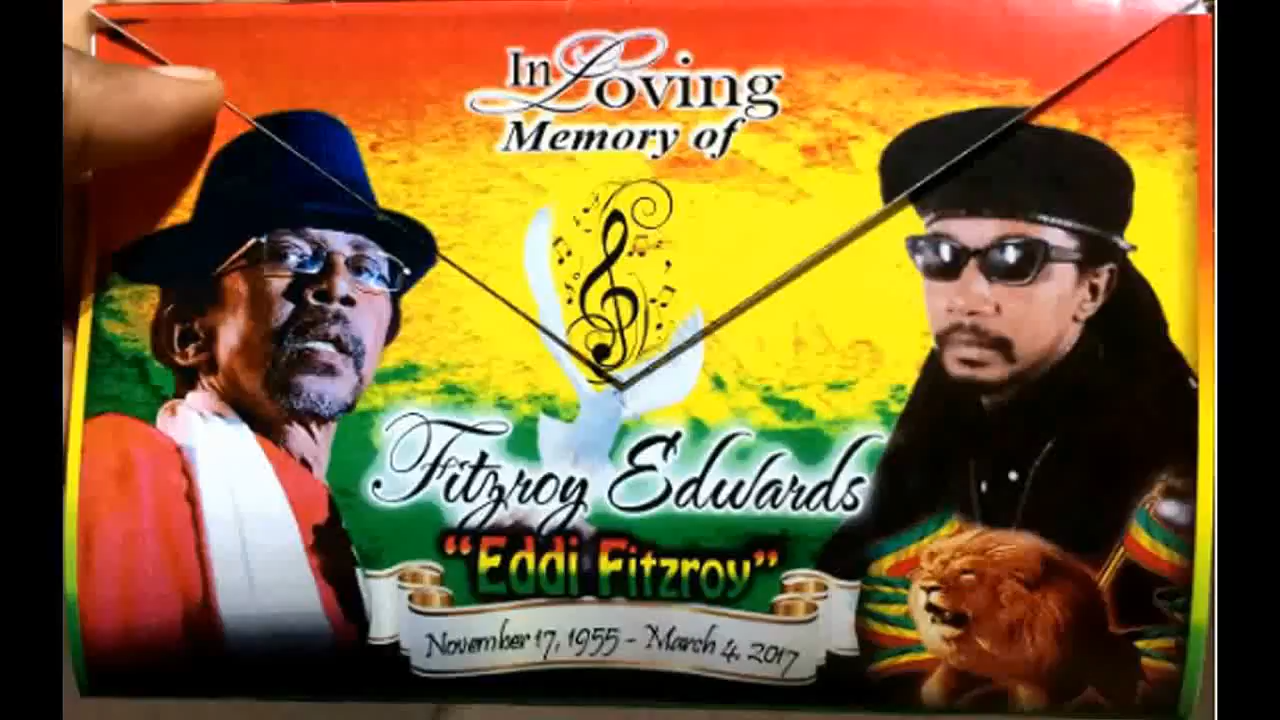 In Loving
Memory of
Fitzroy Edwards
"Eddi Fitzroy"
November 17, 1955 - March 4, 2017